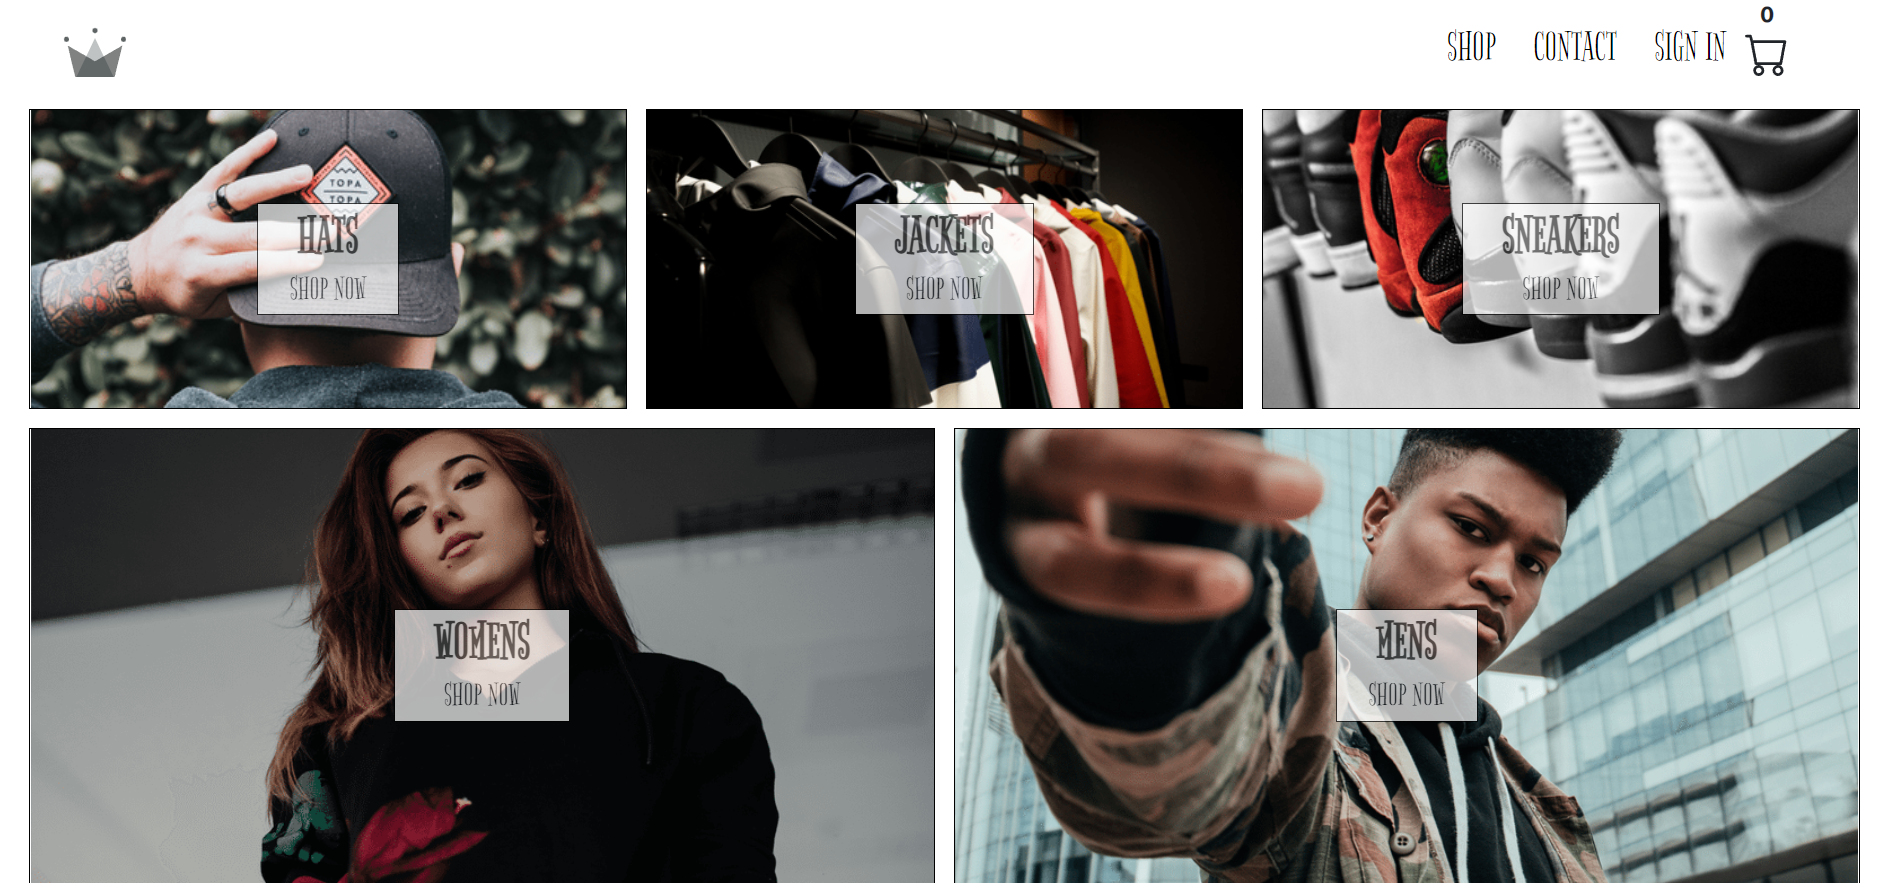 0
SHOP CONTACT SIGN IN
TOPA
TOPA
HATS
SHOP NOW
JACKETS
SHOP NOW
SNEAKERS
SHOP NOW
WOMENS
SHOP NOW
MENS
SHOP NOW